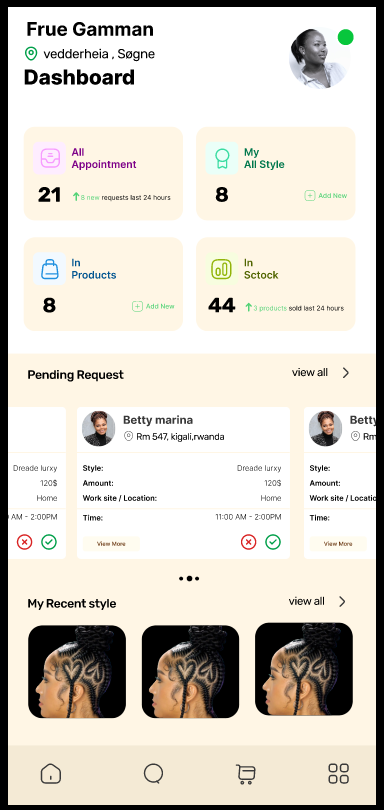 Frue Gamman
vedderheia , Søgne
Dashboard
All
Appointment
21
8 new requests last 24 hours
My
All Style
8
Add New
In
Products
8
Add New
In
Sctock
44
3 products sold last 24 hours
Pending Request
view all
Dreade lurxy
120$
Home
AM - 2:00PM
Betty marina
Rm 547, kigali,rwanda
Style: Dreade lurxy
Amount: 120$
Work site / Location: Home
Time: 11:00 AM - 2:00PM
View More
Betty
Rm
Style:
Amount:
Work site / Locatio
Time:
View More
My Recent style
view all